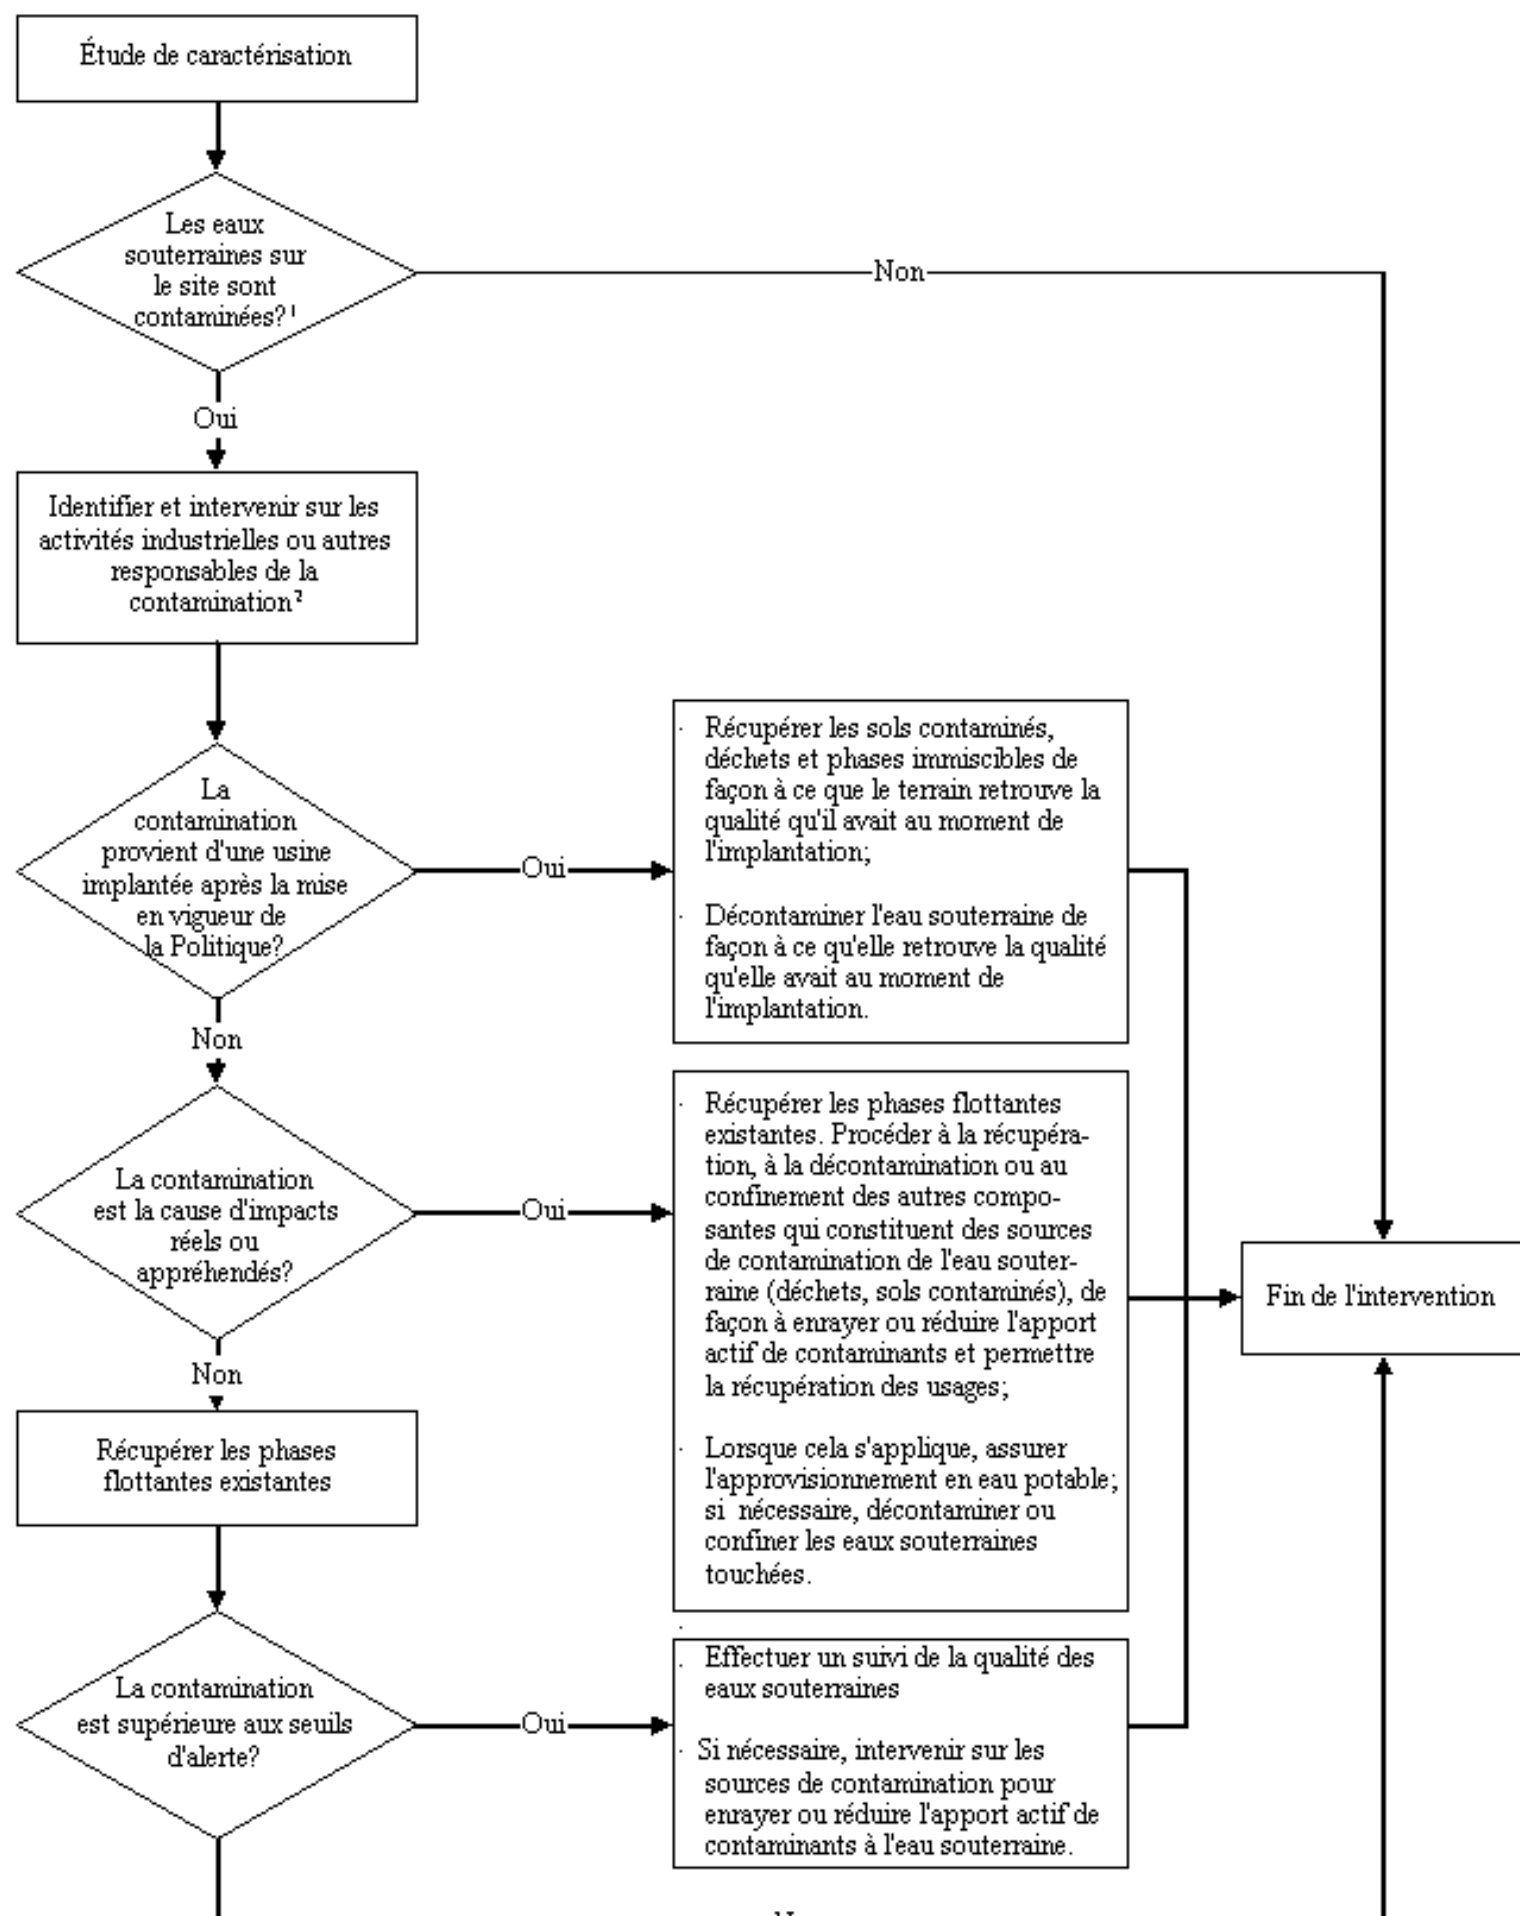 Étude de caractérisation
Les eaux
souterraines sur
le site sont
contaminées?¹
Non
Oui
Identifier et intervenir sur les
activités industrielles ou autres
responsables de la
contamination²
La
contamination
provient d'une usine
implantée après la mise
en vigueur de
la Politique?
Oui
· Récupérer les sols contaminés,
déchets et phases immiscibles de
façon à ce que le terrain retrouve la
qualité qu'il avait au moment de
l'implantation;
· Décontaminer l'eau souterraine de
façon à ce qu'elle retrouve la qualité
qu'elle avait au moment de
l'implantation.
Non
La contamination
est la cause d'impacts
réels ou
appréhendés?
Oui
· Récupérer les phases flottantes
existantes. Procéder à la récupéra-
tion, à la décontamination ou au
confinement des autres compo-
santes qui constituent des sources
de contamination de l'eau souter-
raine (déchets, sols contaminés), de
façon à enrayer ou réduire l'apport
actif de contaminants et permettre
la récupération des usages;
· Lorsque cela s'applique, assurer
l'approvisionnement en eau potable;
si nécessaire, décontaminer ou
confiner les eaux souterraines
touchées.
Fin de l'intervention
Non
Récupérer les phases
flottantes existantes
La contamination
est supérieure aux seuils
d'alerte?
Oui
· Effectuer un suivi de la qualité des
eaux souterraines
· Si nécessaire, intervenir sur les
sources de contamination pour
enrayer ou réduire l'apport actif de
contaminants à l'eau souterraine.